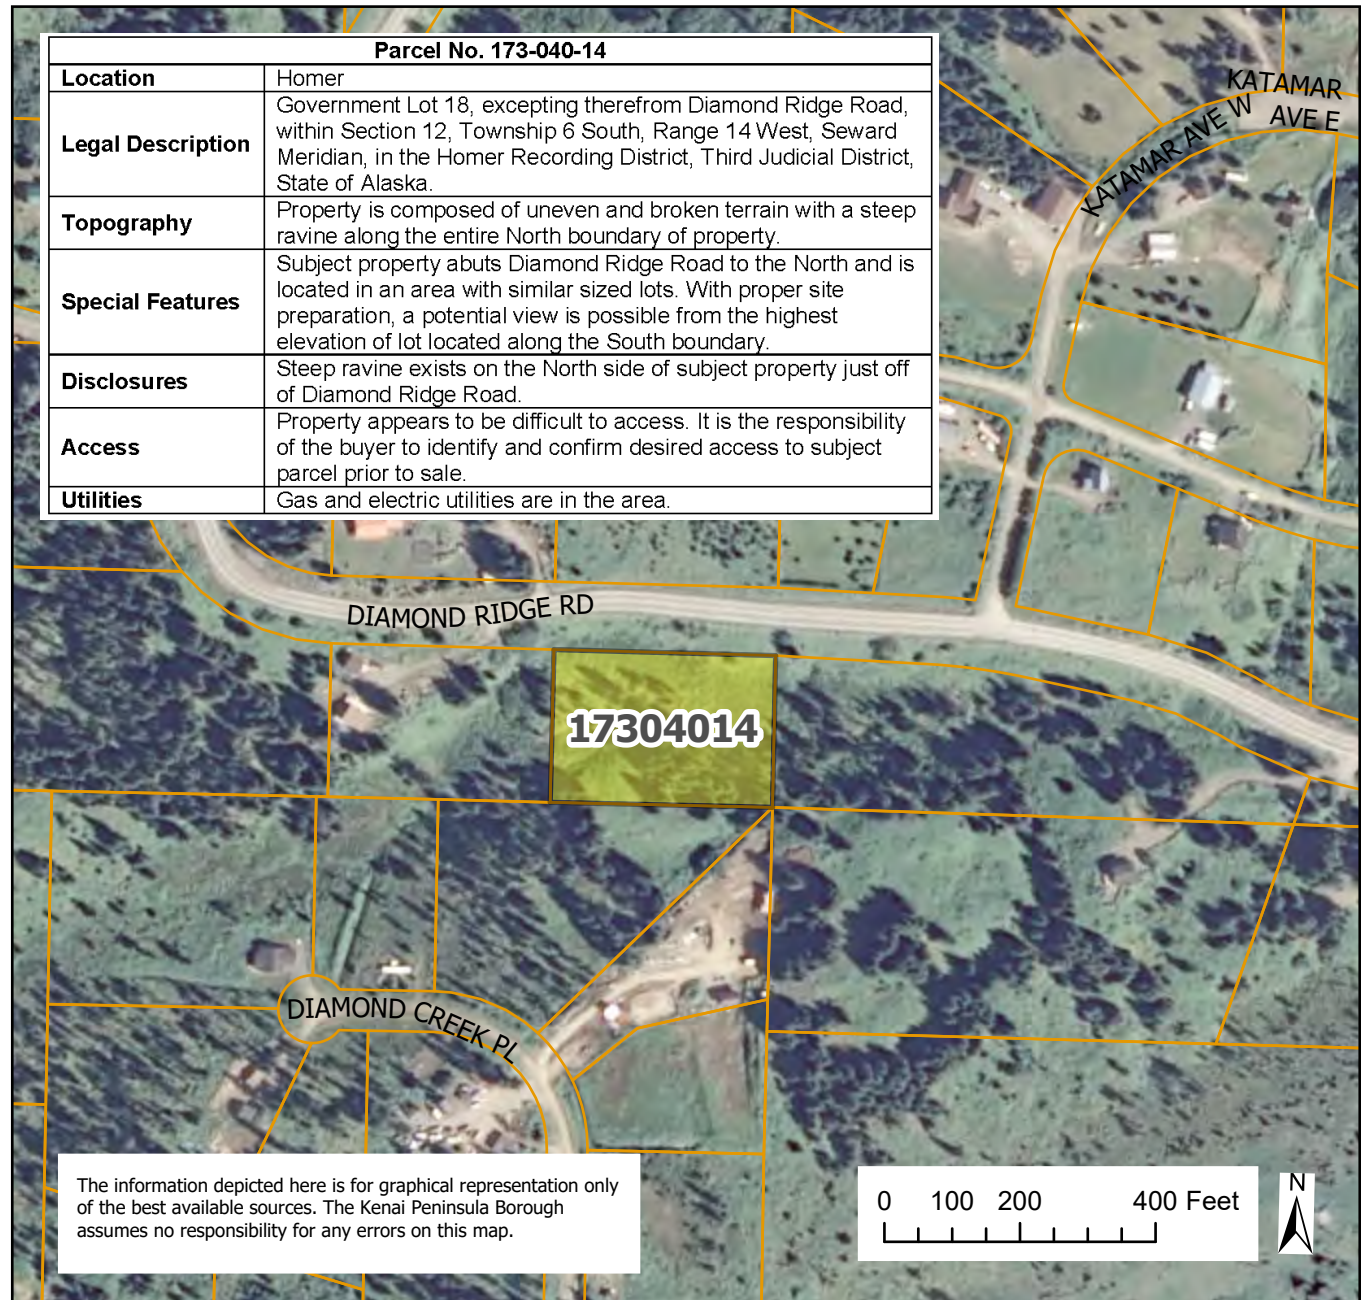 Parcel No. 173-040-14
Location Homer
Legal Description Government Lot 18, excepting therefrom Diamond Ridge Road,
within Section 12, Township 6 South, Range 14 West, Seward
Meridian, in the Homer Recording District, Third Judicial District,
State of Alaska.
Topography Property is composed of uneven and broken terrain with a steep
ravine along the entire North boundary of property.
Special Features Subject property abuts Diamond Ridge Road to the North and is
located in an area with similar sized lots. With proper site
preparation, a potential view is possible from the highest
elevation of lot located along the South boundary.
Disclosures Steep ravine exists on the North side of subject property just off
of Diamond Ridge Road.
Access Property appears to be difficult to access. It is the responsibility
of the buyer to identify and confirm desired access to subject
parcel prior to sale.
Utilities Gas and electric utilities are in the area.
KATAMAR
AVE E
KATAMAR AVE W
DIAMOND RIDGE RD
17304014
DIAMOND CREEK PL
The information depicted here is for graphical representation only
of the best available sources. The Kenai Peninsula Borough
assumes no responsibility for any errors on this map.
0 100 200 400 Feet
N